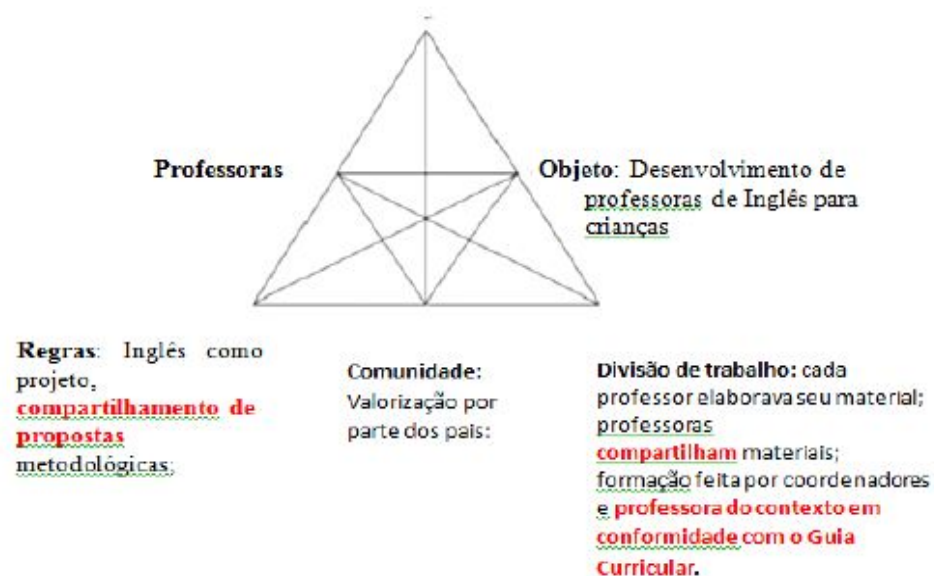 Professoras
Objeto: Desenvolvimento de
professoras de Inglês para
crianças
Regras: Inglês como
projeto,
compartilhamento de
propostas
metodológicas;
Comunidade:
Valorização por
parte dos pais:
Divisão de trabalho: cada
professor elaborava seu material;
professoras
compartilham materiais;
formação feita por coordenadores
e professora do contexto em
conformidade com o Guia
Curricular.